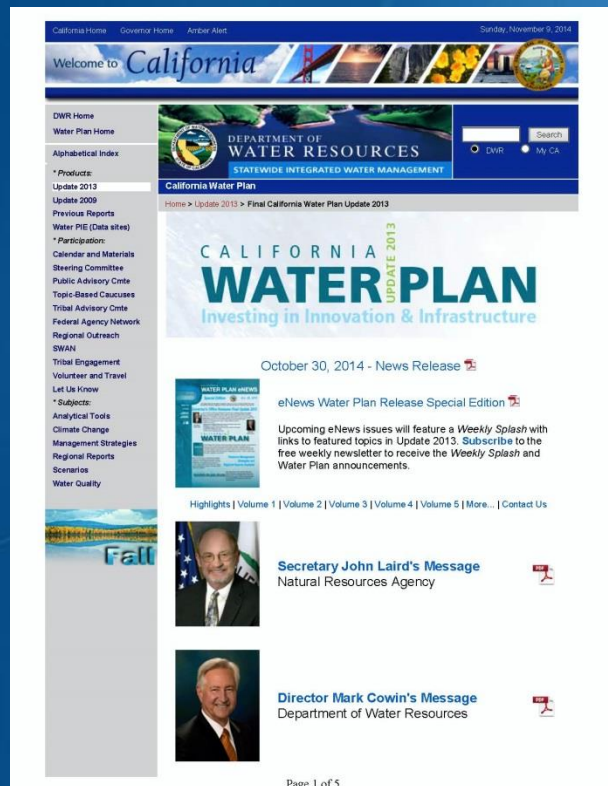 California Home Governor Home Amber Alert
Sunday, November 9, 2014
Welcome to California
DWR Home
Water Plan Home
Alphabetical Index
* Products:
Update 2013
Update 2009
Previous Reports
Water PIE (Data sites)
* Participation:
Calendar and Materials
Steering Committee
Public Advisory Cmte
Topic-Based Caucuses
Tribal Advisory Cmte
Federal Agency Network
Regional Outreach
SWAN
Tribal Engagement
Volunteer and Travel
Let Us Know
* Subjects:
Analytical Tools
Climate Change
Management Strategies
Regional Reports
Scenarios
Water Quality
Fall
DEPARTMENT OF
WATER RESOURCES
STATEWIDE INTEGRATED WATER MANAGEMENT
Search
DWR My CA
California Water Plan
Home > Update 2013 > Final California Water Plan Update 2013
CALIFORNIA
WATER PLAN
UPDATE 2013
Investing in Innovation & Infrastructure
October 30, 2014 - News Release
WATER PLAN eNEWS
WATER PLAN
eNews Water Plan Release Special Edition
Upcoming eNews issues will feature a Weekly Splash with
links to featured topics in Update 2013. Subscribe to the
free weekly newsletter to receive the Weekly Splash and
Water Plan announcements.
Highlights | Volume 1 | Volume 2 | Volume 3 | Volume 4 | Volume 5 | More... | Contact Us
Secretary John Laird's Message
Natural Resources Agency
Director Mark Cowin's Message
Department of Water Resources
Page 1 of 5